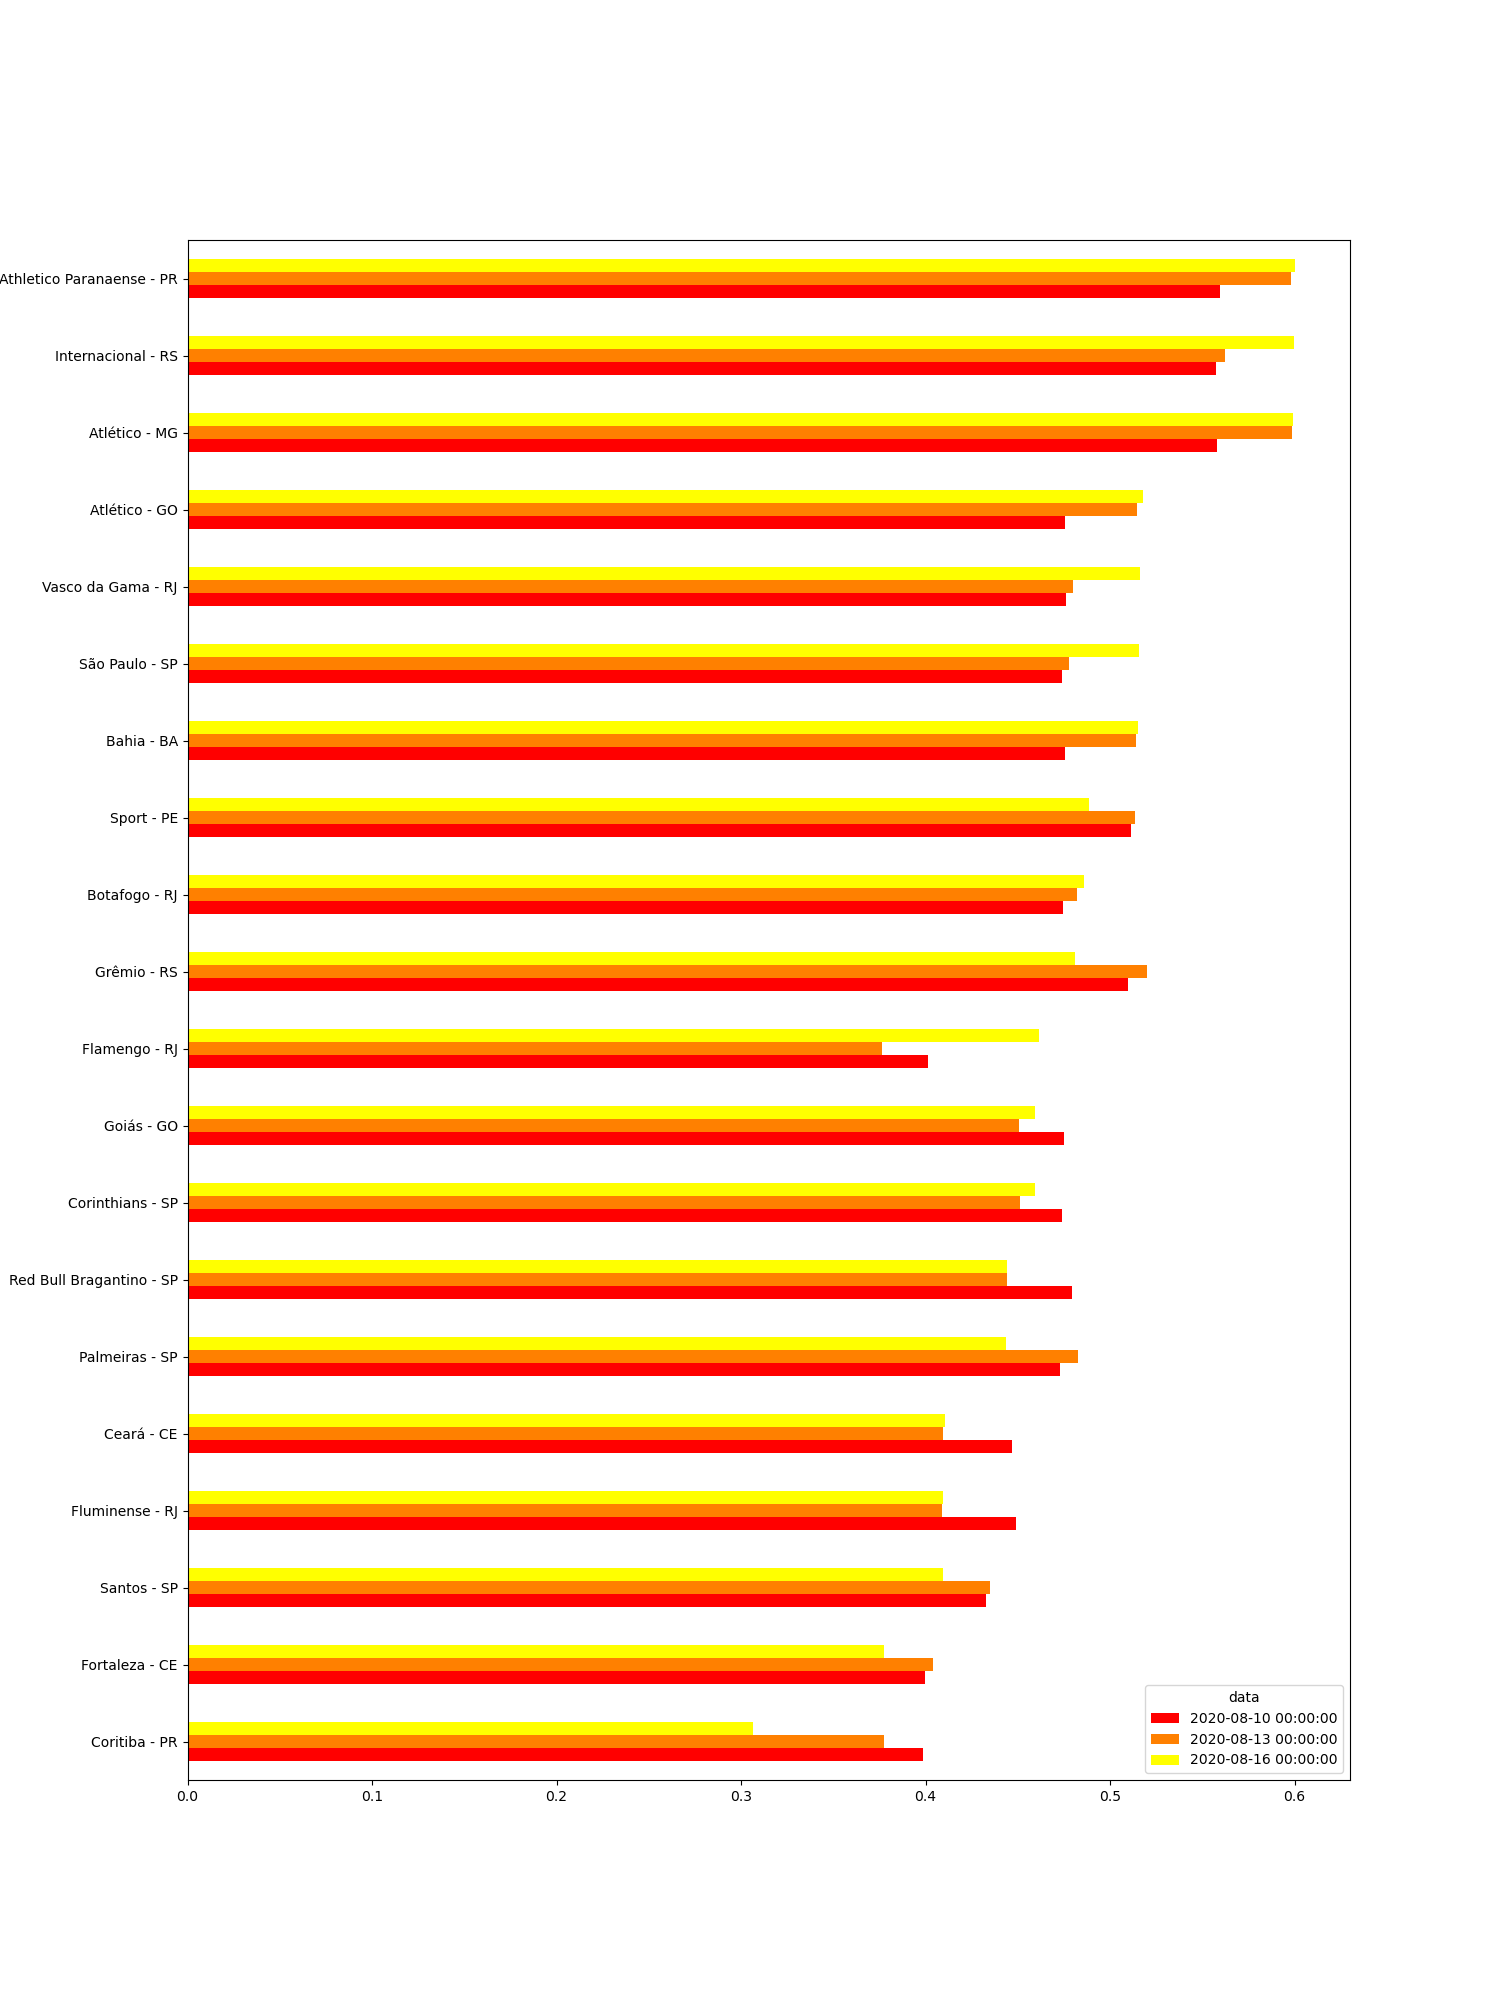 Athletico Paranaense - PR
Internacional - RS
Atlético - MG
Atlético - GO
Vasco da Gama - RJ
São Paulo - SP
Bahia - BA
Sport - PE
Botafogo - RJ
Grêmio - RS
Flamengo - RJ
Goiás - GO
Corinthians - SP
Red Bull Bragantino - SP
Palmeiras - SP
Ceará - CE
Fluminense - RJ
Santos - SP
Fortaleza - CE
Coritiba - PR
data
2020-08-10 00:00:00
2020-08-13 00:00:00
2020-08-16 00:00:00
0.0 0.1 0.2 0.3 0.4 0.5 0.6